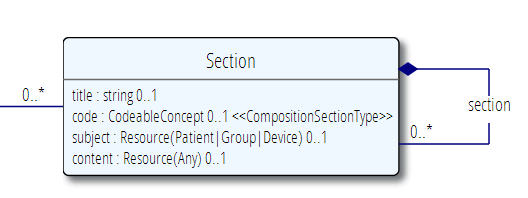 Section
0..*
title : string 0..1
code : CodeableConcept 0..1 <<CompositionSectionType>>
section
subject : Resource(Patient|Group|Device) 0..1
0..*
content : Resource(Any) 0..1